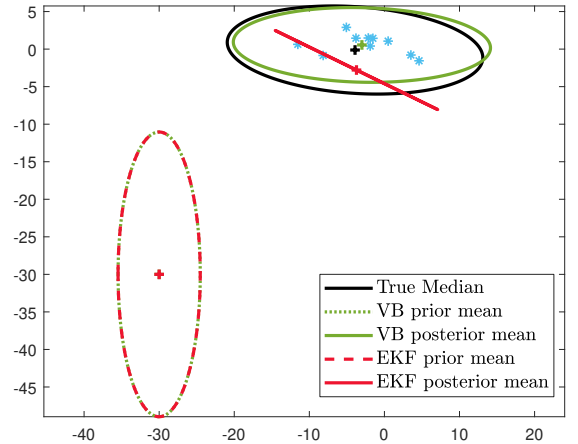 5
0
-5
-10
-15
-20
-25
-30
-35
-40
-45
-40 -30 -20 -10 0 10 20
True Median
VB prior mean
VB posterior mean
EKF prior mean
EKF posterior mean